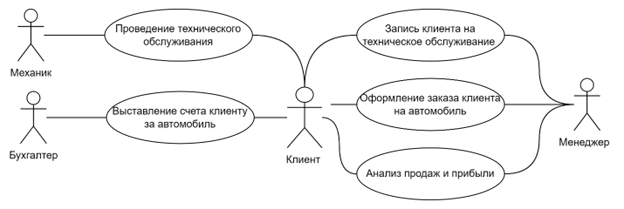 Проведение технического
обслуживания
Запись клиента на
техническое обслуживание
Механик
Выставление счета клиенту
за автомобиль
Оформление заказа клиента
на автомобиль
Бухгалтер
Клиент
Менеджер
Анализ продаж и прибыли